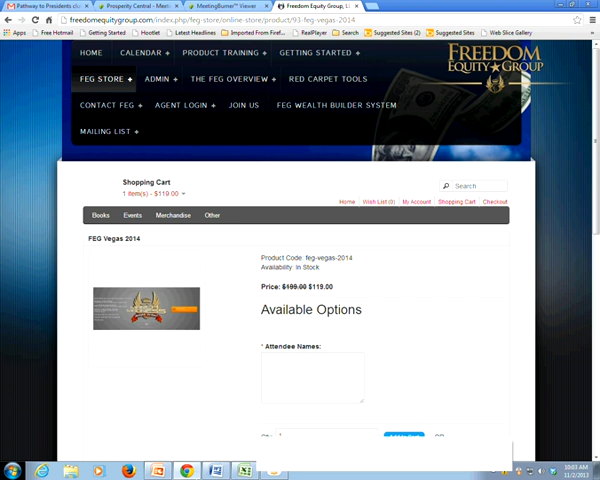 Pathway to Presidents clu
Prosperity Central - Meet
MeetingBurner™ Viewer
Freedom Equity Group, L
freedomequitygroup.com/index.php/feg-store/online-store/product/93-feg-vegas-2014
Apps
Free Hotmail
Getting Started
Hootlet
Latest Headlines
Imported From Firef...
RealPlayer
Search
Suggested Sites (2)
Suggested Sites
Web Slice Gallery
HOME
CALENDAR +
PRODUCT TRAINING +
GETTING STARTED +
FREEDOM
EQUITY GROUP
FEG STORE +
ADMIN +
THE FEG OVERVIEW +
RED CARPET TOOLS
CONTACT FEG +
AGENT LOGIN +
JOIN US
FEG WEALTH BUILDER SYSTEM
MAILING LIST +
Shopping Cart
1 item(s) - $119.00
Search
Home
Wish List (0)
My Account
Shopping Cart
Checkout
Books
Events
Merchandise
Other
FEG Vegas 2014
Product Code: feg-vegas-2014
Availability: In Stock
Price: $199.00 $119.00
Available Options
* Attendee Names:
10:03 AM
11/2/2013